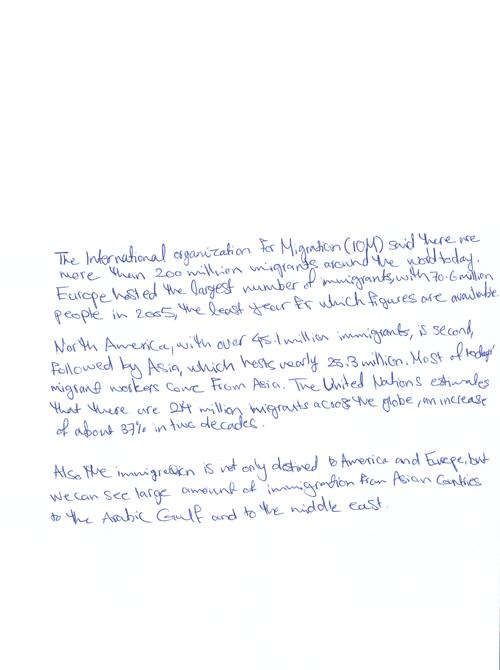 The International organization For Migration (IOM) said there are
more than 200 million migrants around the world today.
Europe hosted the largest number of immigrants, with 70.6 million
people in 2005, the least year for which figures are available.
North America, with over 45.1 million immigrants, is second,
followed by Asia, which hosts nearly 25.3 million. Most of todays'
migrant workers come From Asia. The United Nations estimates
that there are 214 million migrants across the globe, an increase
of about 37% in two decades.
Also the immigration is not only destined to America and Europe, but
we can see large amount of immigration from Asian Contries
to the Arabic Gulf and to the middle east.